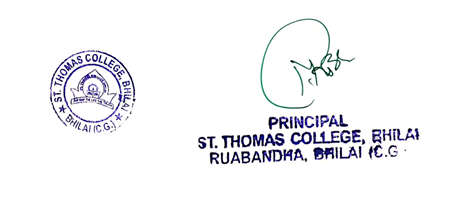 ST. THOMAS COLLEGE, BHILAI
BHILAI (C.G.)
PRINCIPAL
ST. THOMAS COLLEGE, BHILAI
RUABANDHA, BHILAI (C.G.